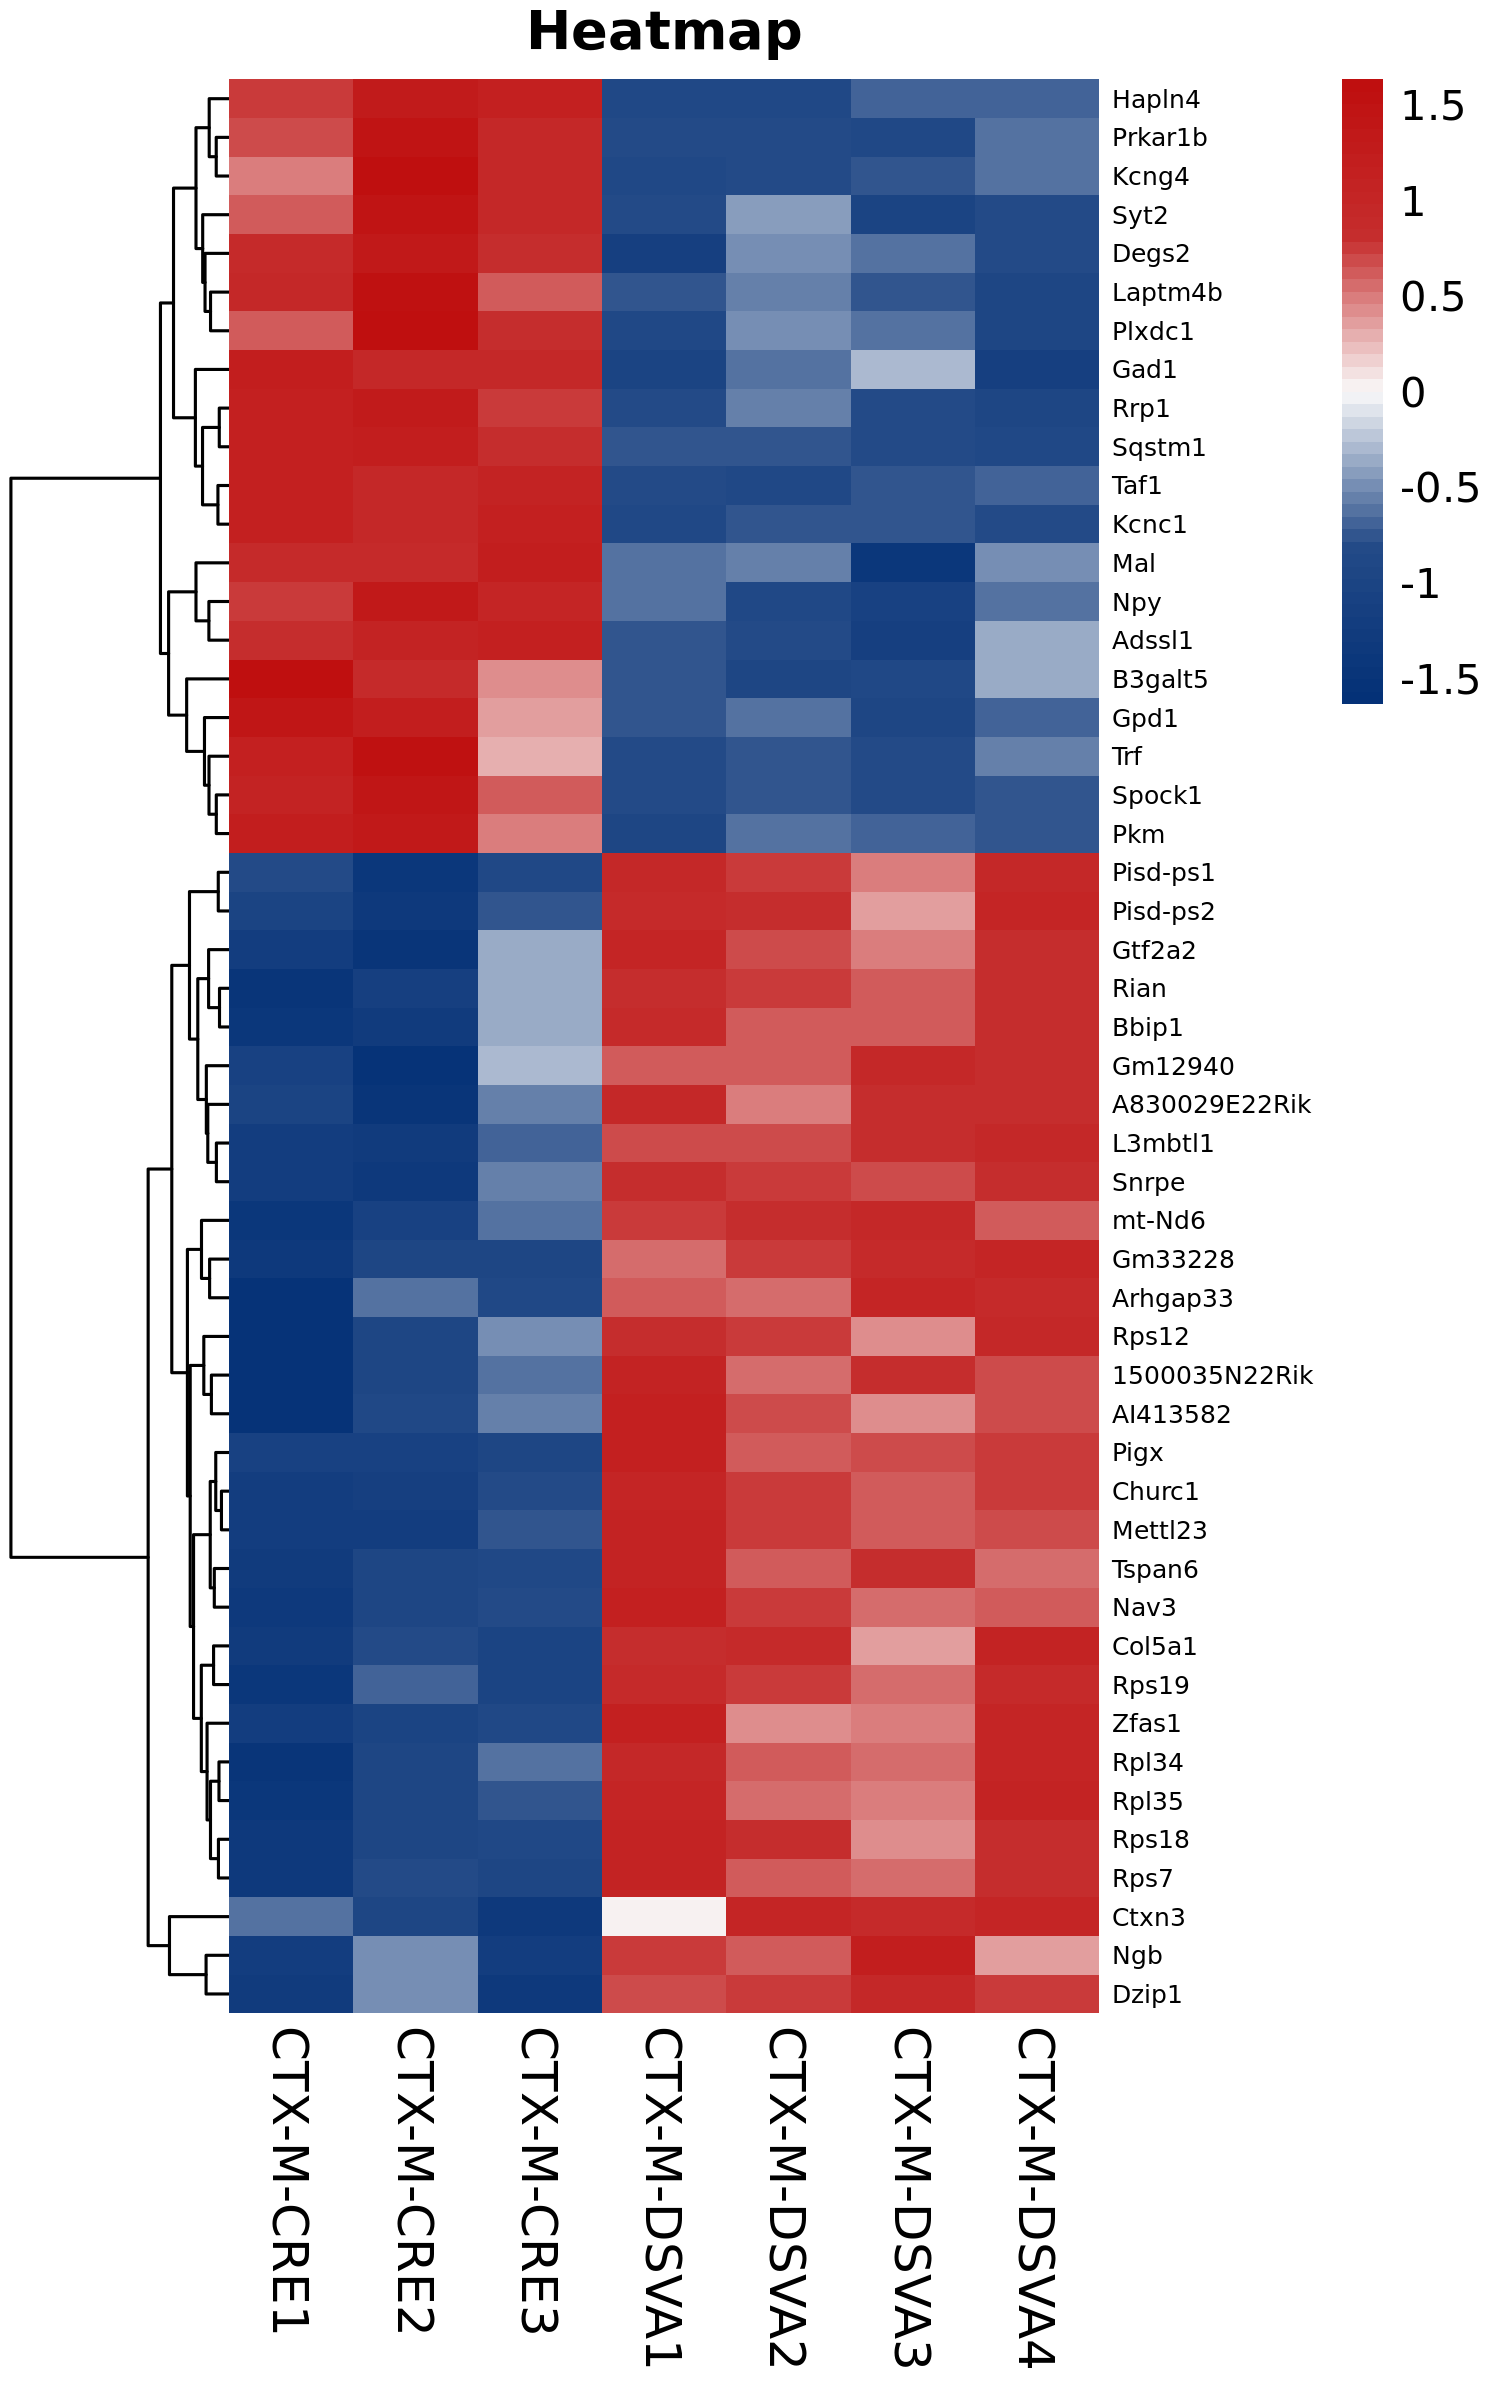 Heatmap
Hapln4
Prkar1b
Kcng4
Syt2
Degs2
Laptm4b
Plxdc1
Gad1
Rrp1
Sqstm1
Taf1
Kcnc1
Mal
Npy
Adssl1
B3galt5
Gpd1
Trf
Spock1
Pkm
Pisd-ps1
Pisd-ps2
Gtf2a2
Rian
Bbip1
Gm12940
A830029E22Rik
L3mbtl1
Snrpe
mt-Nd6
Gm33228
Arhgap33
Rps12
1500035N22Rik
AI413582
Pigx
Churc1
Mettl23
Tspan6
Nav3
Col5a1
Rps19
Zfas1
Rpl34
Rpl35
Rps18
Rps7
Ctxn3
Ngb
Dzip1
1.5
1
0.5
0
-0.5
-1
-1.5
CTX-M-CRE1
CTX-M-CRE2
CTX-M-CRE3
CTX-M-DSVA1
CTX-M-DSVA2
CTX-M-DSVA3
CTX-M-DSVA4